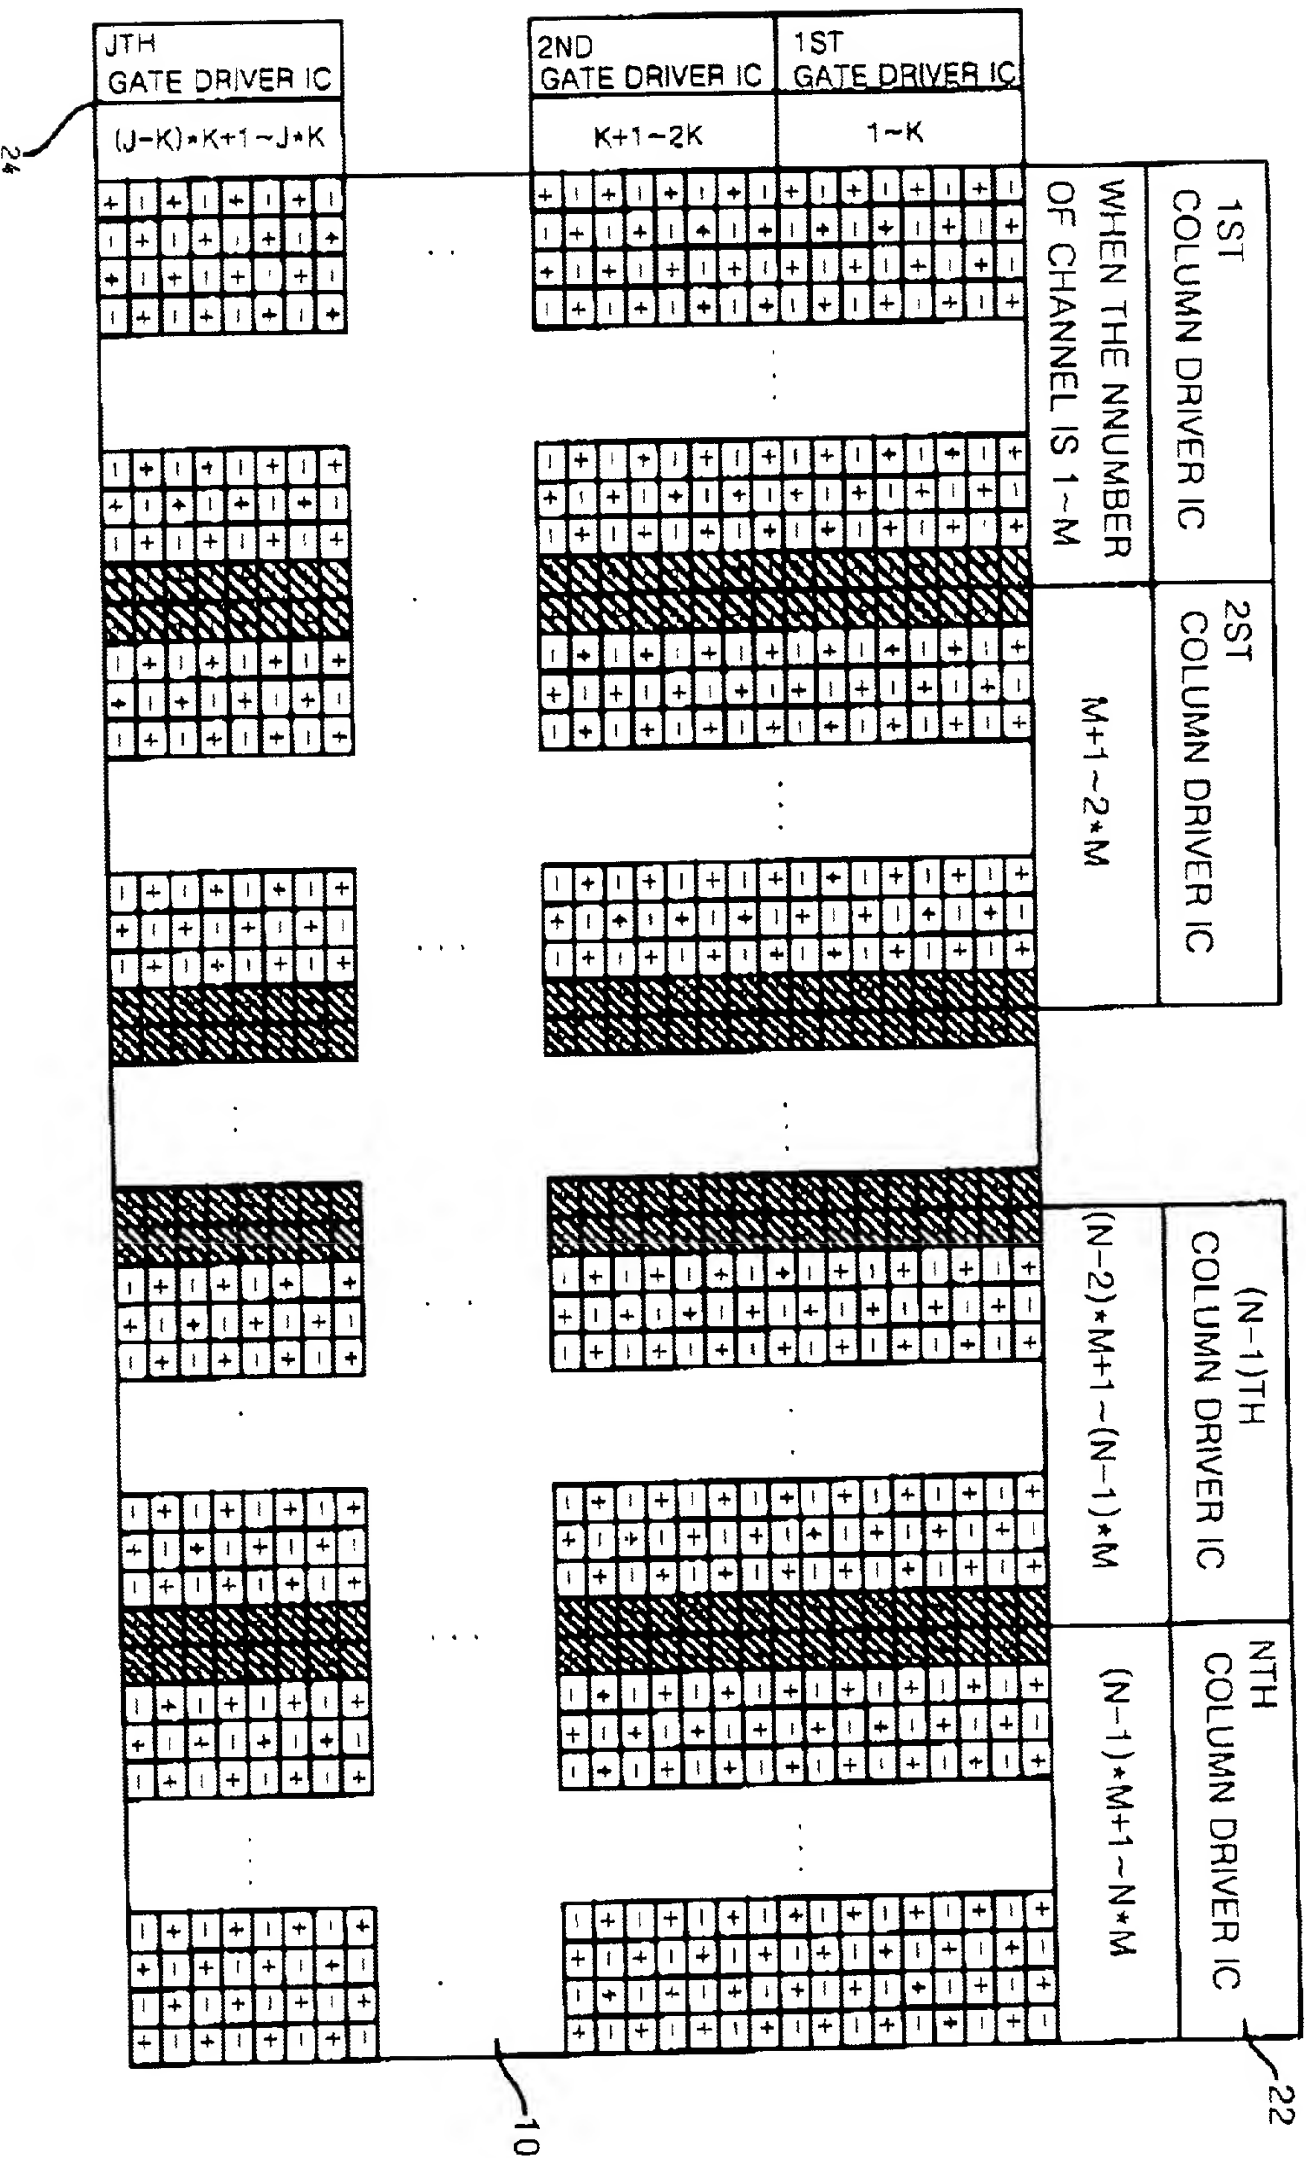 1ST
COLUMN DRIVER IC
WHEN THE NNUMBER
OF CHANNEL IS 1~M
2ST
COLUMN DRIVER IC
M+1~2*M
(N-1)TH
COLUMN DRIVER IC
(N-2)*M+1~(N-1)*M
NTH
COLUMN DRIVER IC
(N-1)*M+1~N*M
22
1ST
GATE DRIVER IC
1~K
2ND
GATE DRIVER IC
K+1~2K
JTH
GATE DRIVER IC
(J-K)*K+1~J*K
24
10